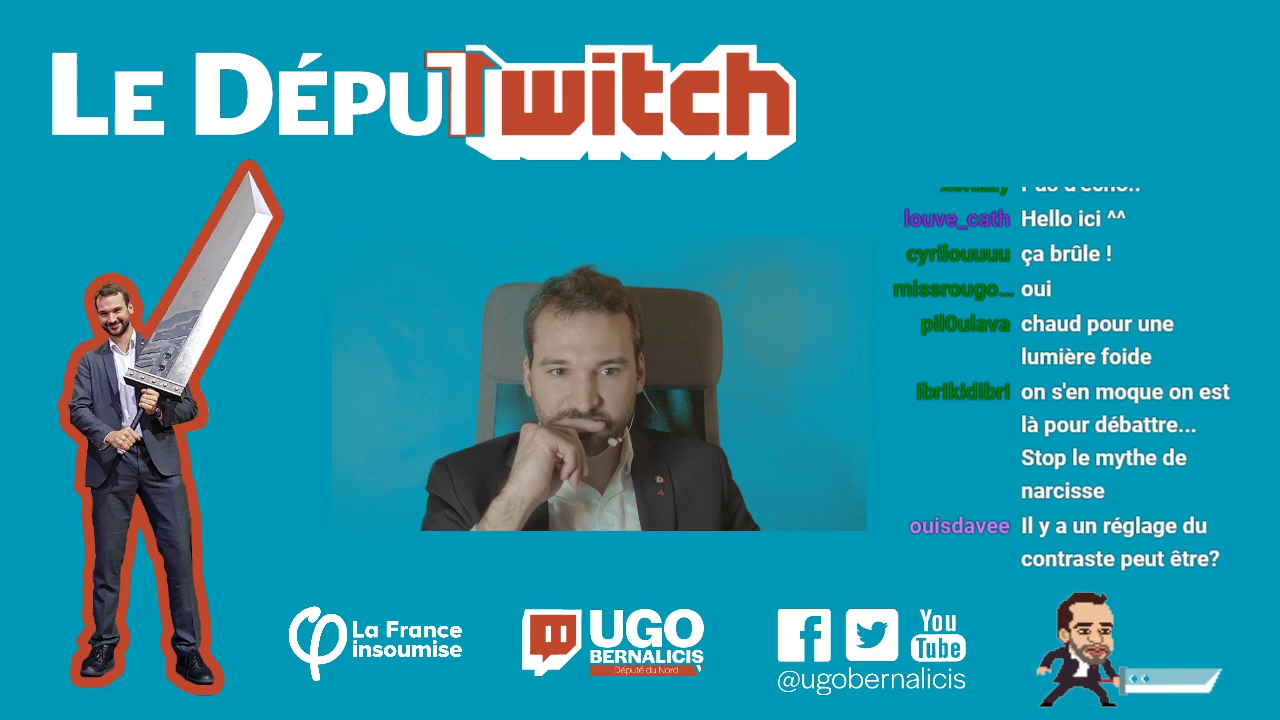 LE DÉPUTwitch
louve_cath Hello ici ^^
cyrilouuuu ça brûle !
missrougo... oui
pil0ulava chaud pour une
lumière foide
ibrikidibri on s'en moque on est
là pour débattre...
Stop le mythe de
narcisse
ouisdavee Il y a un réglage du
contraste peut être?
La France
insoumise
UGO
BERNALICIS
Député du Nord
You
Tube
@ugobernalicis